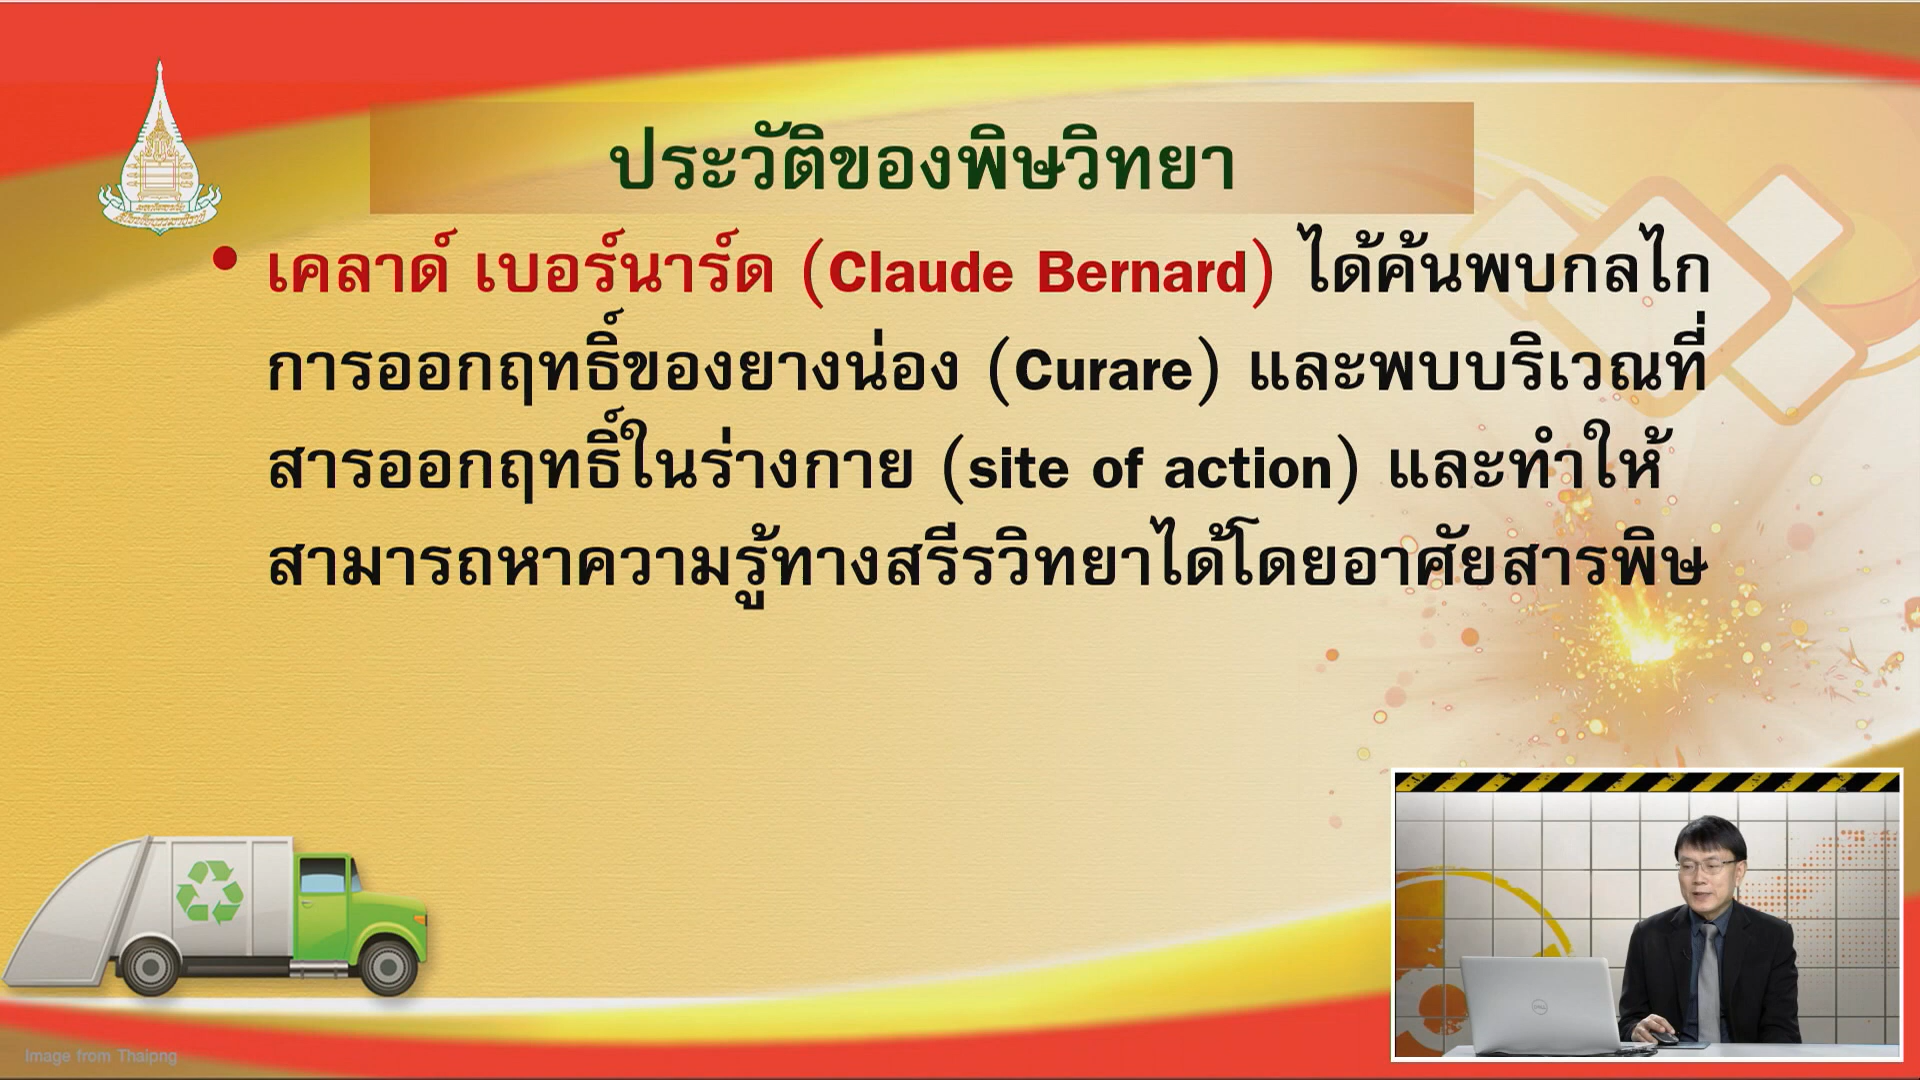 ประวัติของพิษวิทยา
• เคลาด์ เบอร์นาร์ด (Claude Bernard) ได้ค้นพบกลไก
การออกฤทธิ์ของยางน่อง (Curare) และพบบริเวณที่
สารออกฤทธิ์ในร่างกาย (site of action) และทำให้
สามารถหาความรู้ทางสรีรวิทยาได้โดยอาศัยสารพิษ
Image from Thaipng